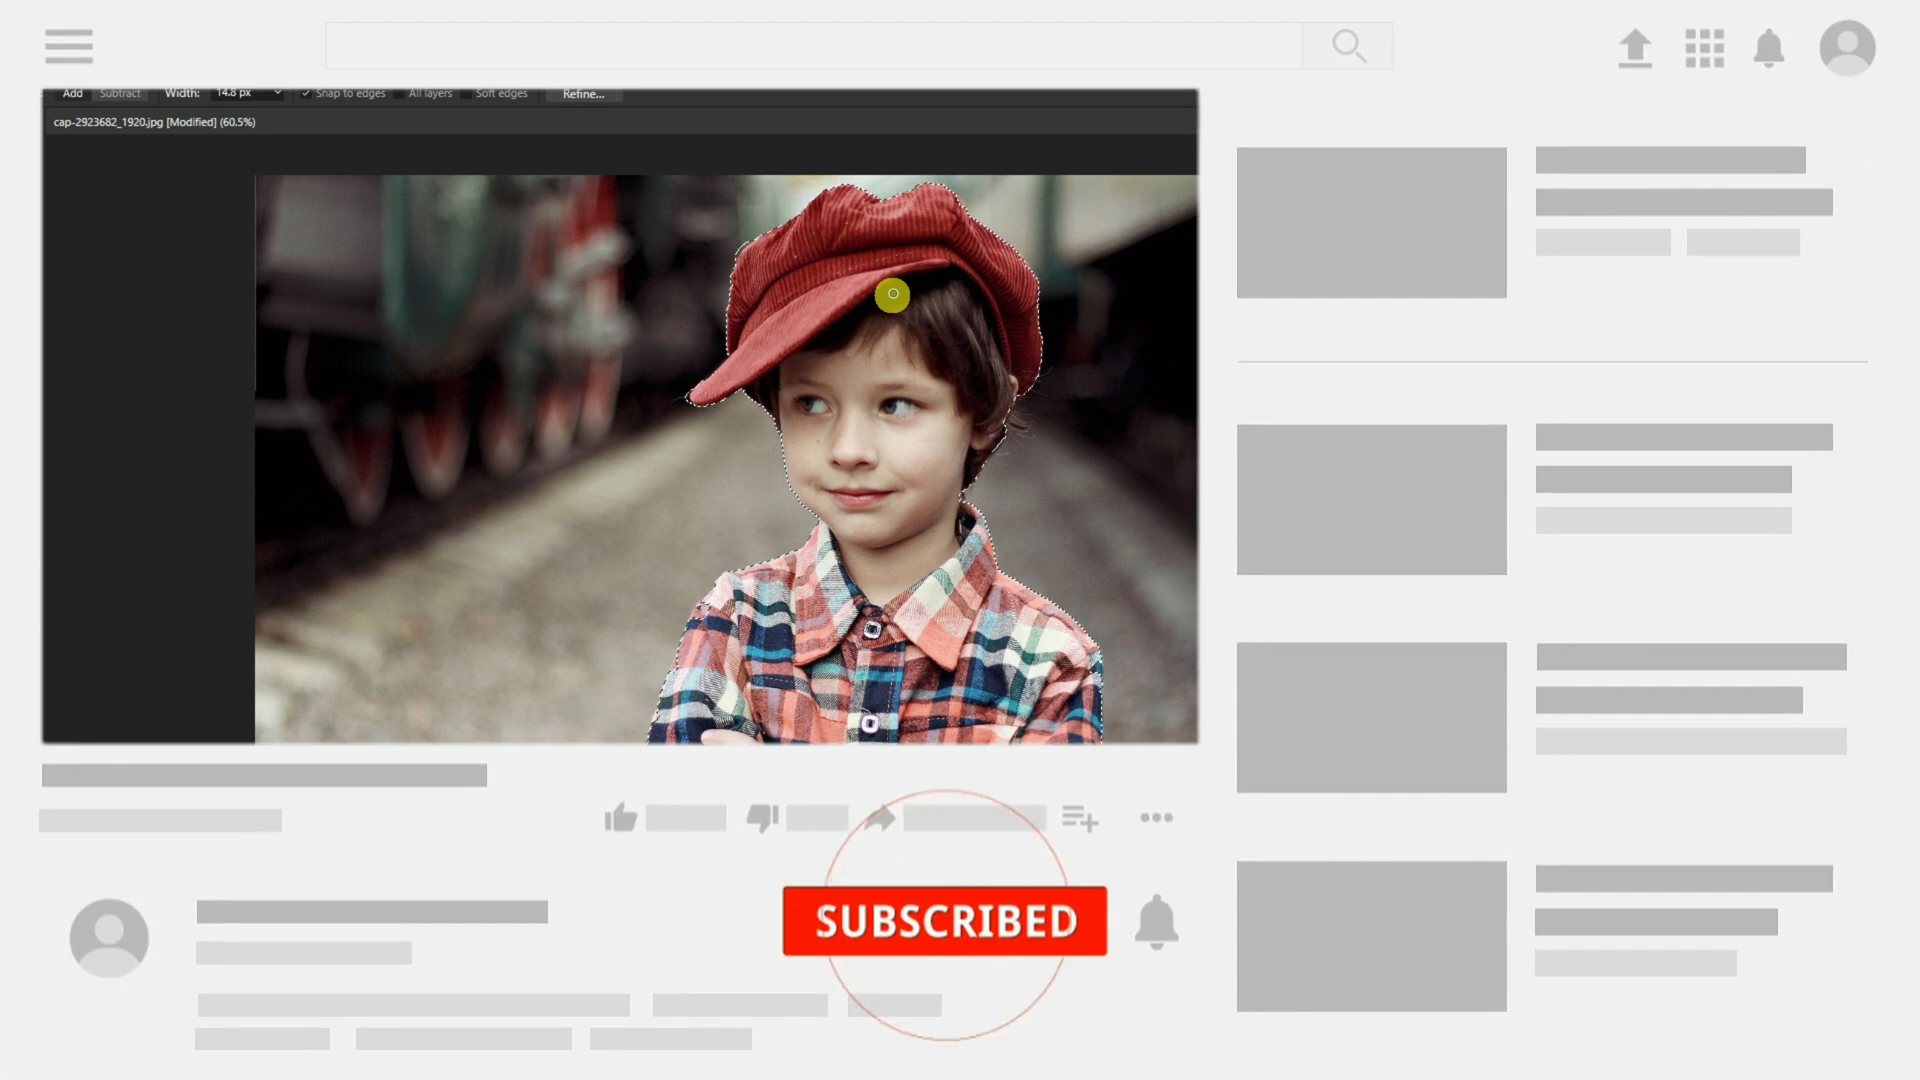 Add Subtract Width: 14.8 px Snap to edges All layers Soft edges Refine...
cap-2923682_1920.jpg [Modified] (60.5%)
SUBSCRIBED